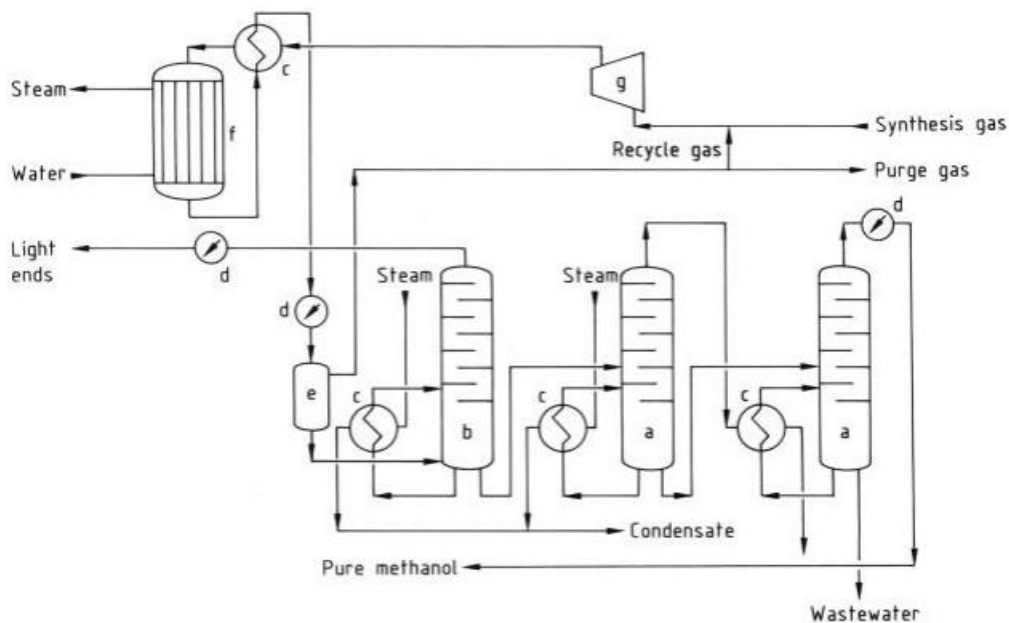 c
g
Steam
f
Synthesis gas
Recycle gas
Water
Purge gas
d
Light
ends
d
Steam
Steam
d
e
c
c
c
b
a
a
Condensate
Pure methanol
Wastewater